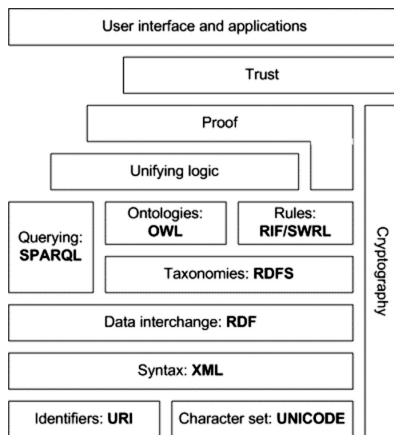 User interface and applications
Trust
Proof
Unifying logic
Querying:
SPARQL
Ontologies:
OWL
Rules:
RIF/SWRL
Taxonomies: RDFS
Cryptography
Data interchange: RDF
Syntax: XML
Identifiers: URI
Character set: UNICODE